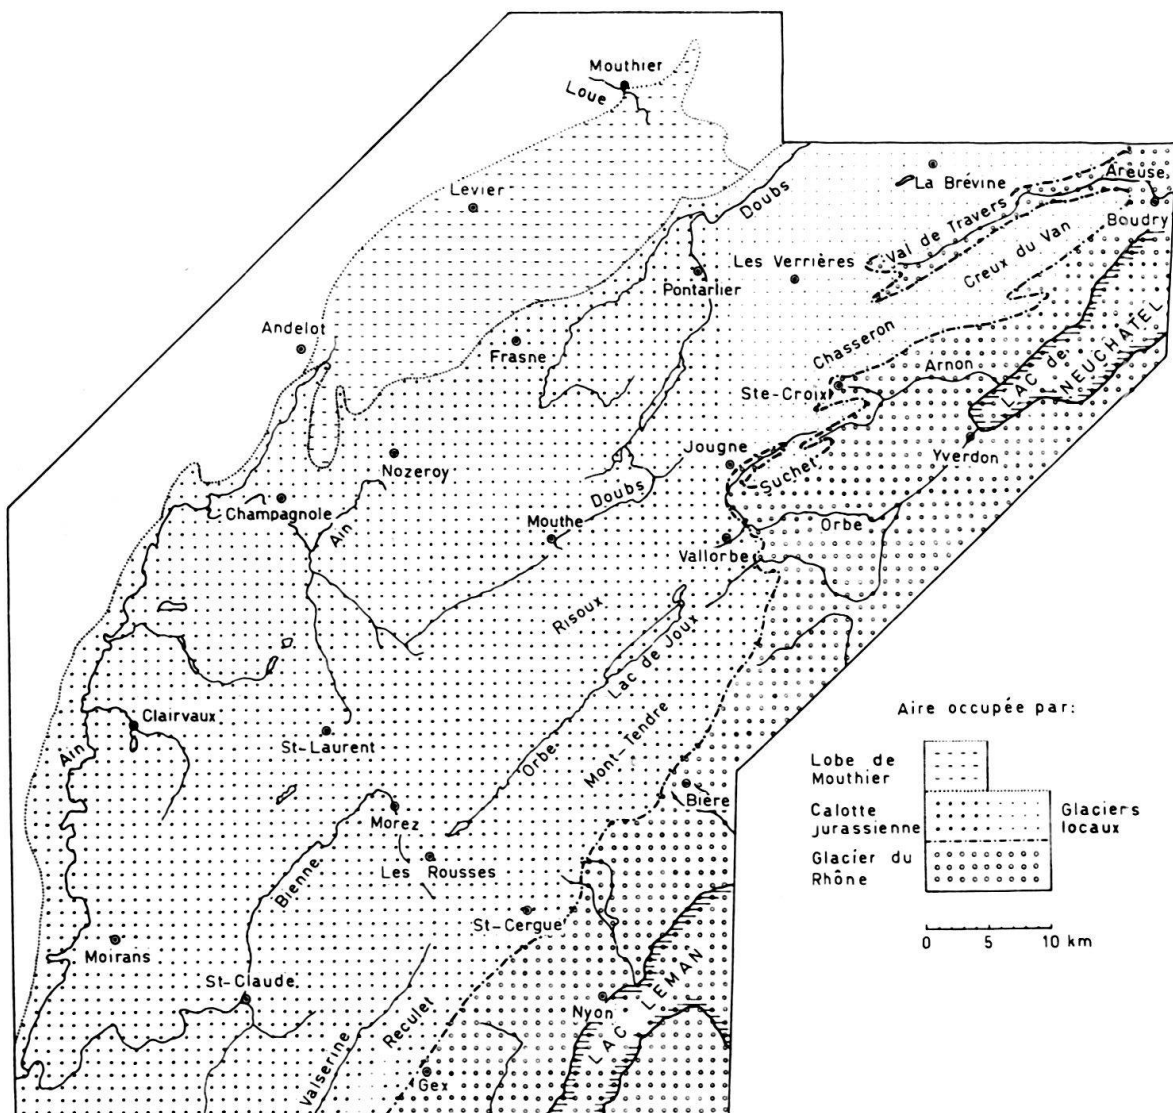 Mouthier
Loue
Levier
La Brévine
Areuse
Boudry
Doubs
Val de Travers
Les Verrières
Creux du Van
Pontarlier
Andelot
Frasne
Chasseron
Arnon
LAC de NEUCHÂTEL
Ste-Croix
Jougne
Yverdon
Nozeroy
Suchet
Doubs
Champagnole
Ain
Mouthe
Orbe
Vallorbe
Risoux
Lac de Joux
Clairvaux
Ain
St-Laurent
Orbe
Mont-Tendre
Bière
Morez
Les Rousses
Bienne
St-Cergue
Moirans
St-Claude
Nyon
LAC LEMAN
Reculet
Valserine
Gex
Aire occupée par:
Lobe de
Mouthier
Calotte
jurassienne
Glaciers
locaux
Glacier du
Rhône
0 5 10 km